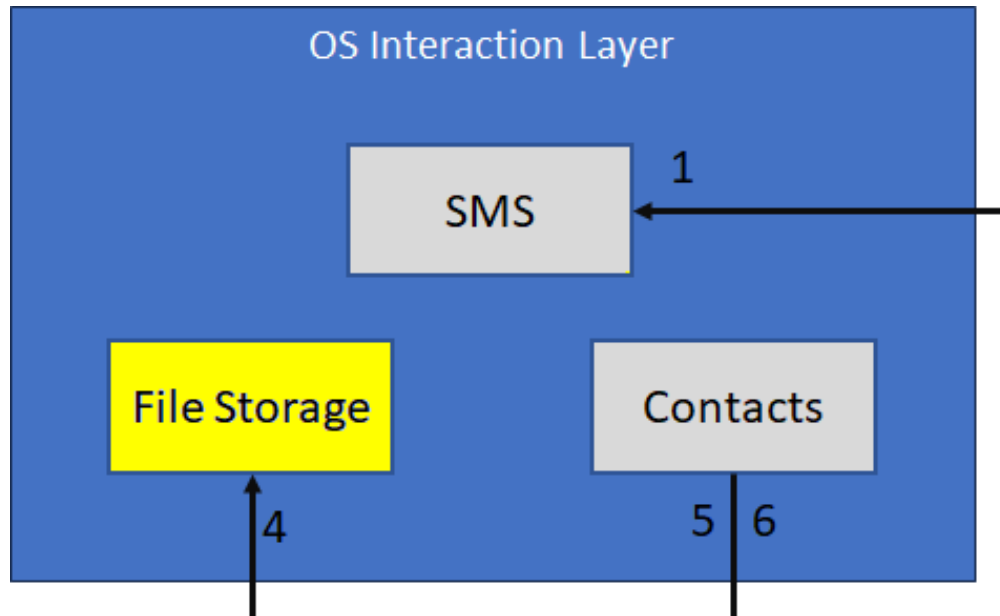 OS Interaction Layer
1
SMS
File Storage
Contacts
4
5 6